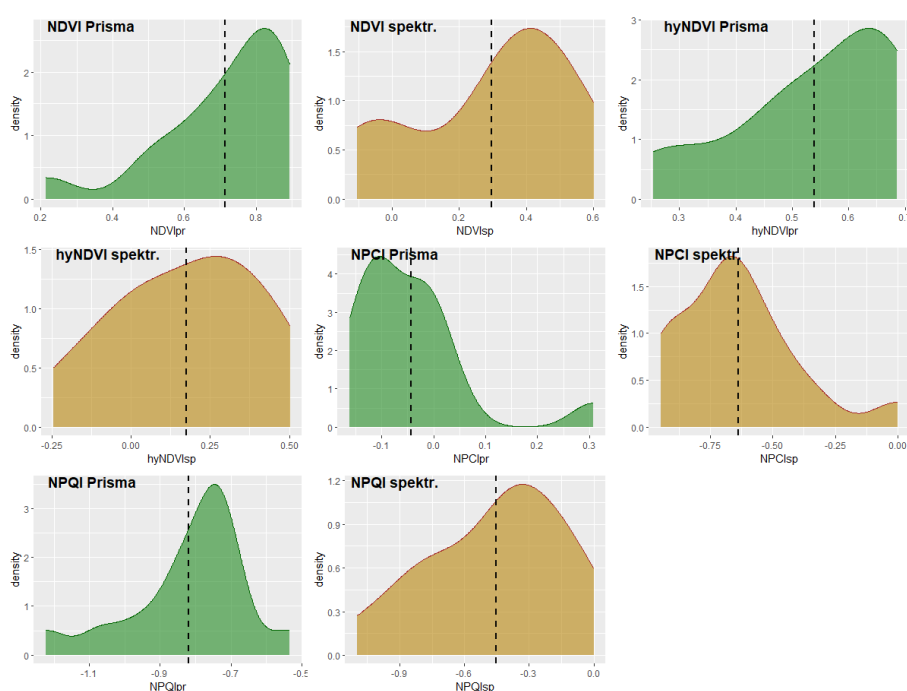 NDVI Prisma
density
0
1
2
0.2
0.4
0.6
0.8
NDVIpr
NDVI spektr.
density
0.0
0.5
1.0
1.5
0.0
0.2
0.4
0.6
NDVIsp
hyNDVI Prisma
density
0
1
2
3
0.3
0.4
0.5
0.6
0.7
hyNDVIpr
hyNDVI spektr.
density
0.0
0.5
1.0
1.5
-0.25
0.00
0.25
0.50
hyNDVIsp
NPCI Prisma
density
0
1
2
3
4
-0.1
0.0
0.1
0.2
0.3
NPCIpr
NPCI spektr.
density
0.0
0.5
1.0
1.5
-0.75
-0.50
-0.25
0.00
NPCIsp
NPQI Prisma
density
0
1
2
3
-1.1
-0.9
-0.7
-0.5
NPQIpr
NPQI spektr.
density
0.0
0.3
0.6
0.9
1.2
-0.9
-0.6
-0.3
0.0
NPQIsp